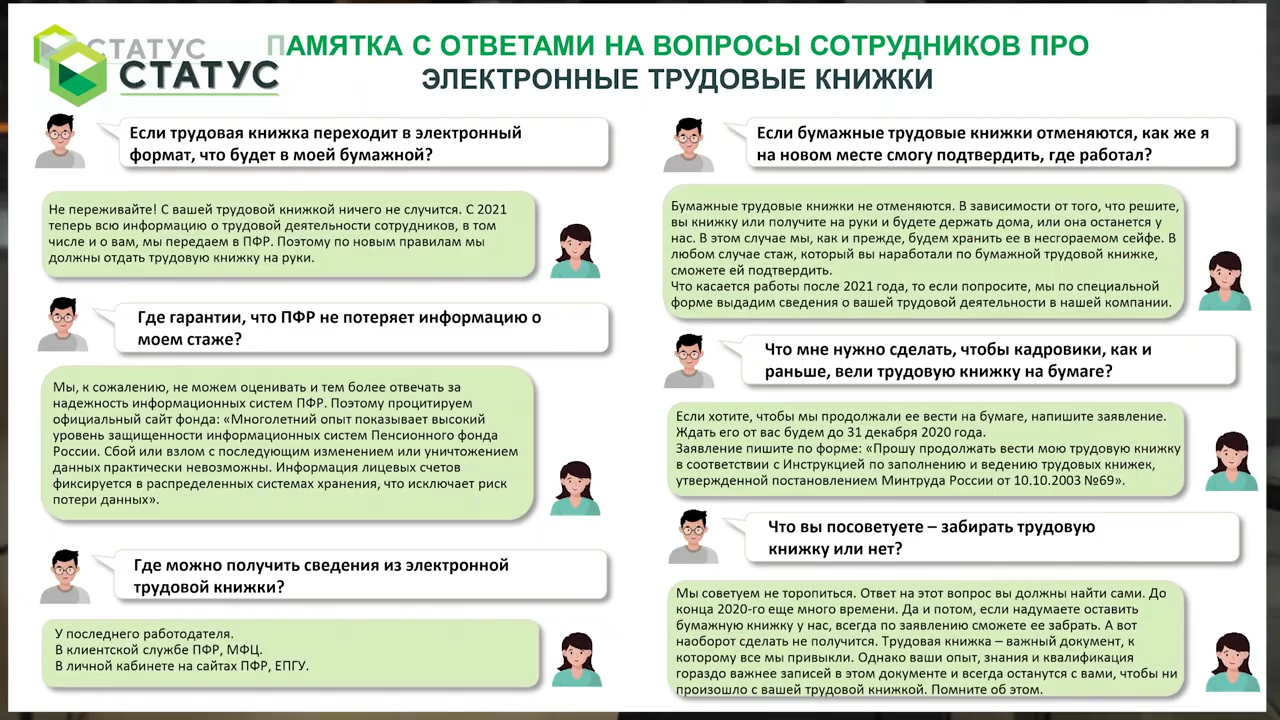 СТАТУС
СТАТУС
ПАМЯТКА С ОТВЕТАМИ НА ВОПРОСЫ СОТРУДНИКОВ ПРО
ЭЛЕКТРОННЫЕ ТРУДОВЫЕ КНИЖКИ
Если трудовая книжка переходит в электронный
формат, что будет в моей бумажной?
Не переживайте! С вашей трудовой книжкой ничего не случится. С 2021
теперь всю информацию о трудовой деятельности сотрудников, в том
числе и о вам, мы передаем в ПФР. Поэтому по новым правилам мы
должны отдать трудовую книжку на руки.
Где гарантии, что ПФР не потеряет информацию о
моем стаже?
Мы, к сожалению, не можем оценивать и тем более отвечать за
надежность информационных систем ПФР. Поэтому процитируем
официальный сайт фонда: «Многолетний опыт показывает высокий
уровень защищенности информационных систем Пенсионного фонда
России. Сбой или взлом с последующим изменением или уничтожением
данных практически невозможны. Информация лицевых счетов
фиксируется в распределенных системах хранения, что исключает риск
потери данных».
Где можно получить сведения из электронной
трудовой книжки?
У последнего работодателя.
В клиентской службе ПФР, МФЦ.
В личной кабинете на сайтах ПФР, ЕПГУ.
Если бумажные трудовые книжки отменяются, как же я
на новом месте смогу подтвердить, где работал?
Бумажные трудовые книжки не отменяются. В зависимости от того, что решите,
вы книжку или получите на руки и будете держать дома, или она останется у
нас. В этом случае мы, как и прежде, будем хранить ее в несгораемом сейфе. В
любом случае стаж, который вы наработали по бумажной трудовой книжке,
сможете ей подтвердить.
Что касается работы после 2021 года, то если попросите, мы по специальной
форме выдадим сведения о вашей трудовой деятельности в нашей компании.
Что мне нужно сделать, чтобы кадровики, как и
раньше, вели трудовую книжку на бумаге?
Если хотите, чтобы мы продолжали ее вести на бумаге, напишите заявление.
Ждать его от вас будем до 31 декабря 2020 года.
Заявление пишите по форме: «Прошу продолжать вести мою трудовую книжку
в соответствии с Инструкцией по заполнению и ведению трудовых книжек,
утвержденной постановлением Минтруда России от 10.10.2003 №69».
Что вы посоветуете – забирать трудовую
книжку или нет?
Мы советуем не торопиться. Ответ на этот вопрос вы должны найти сами. До
конца 2020-го еще много времени. Да и потом, если надумаете оставить
бумажную книжку у нас, всегда по заявлению сможете ее забрать. А вот
наоборот сделать не получится. Трудовая книжка – важный документ, к
которому все мы привыкли. Однако ваши опыт, знания и квалификация
гораздо важнее записей в этом документе и всегда останутся с вами, чтобы ни
произошло с вашей трудовой книжкой. Помните об этом.